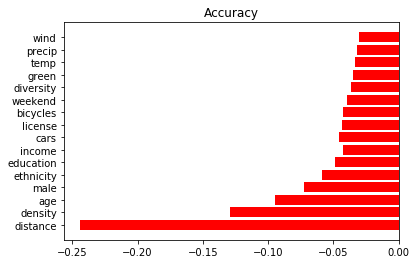 Accuracy
wind
precip
temp
green
diversity
weekend
bicycles
license
cars
income
education
ethnicity
male
age
density
distance
−0.25 −0.20 −0.15 −0.10 −0.05 0.00